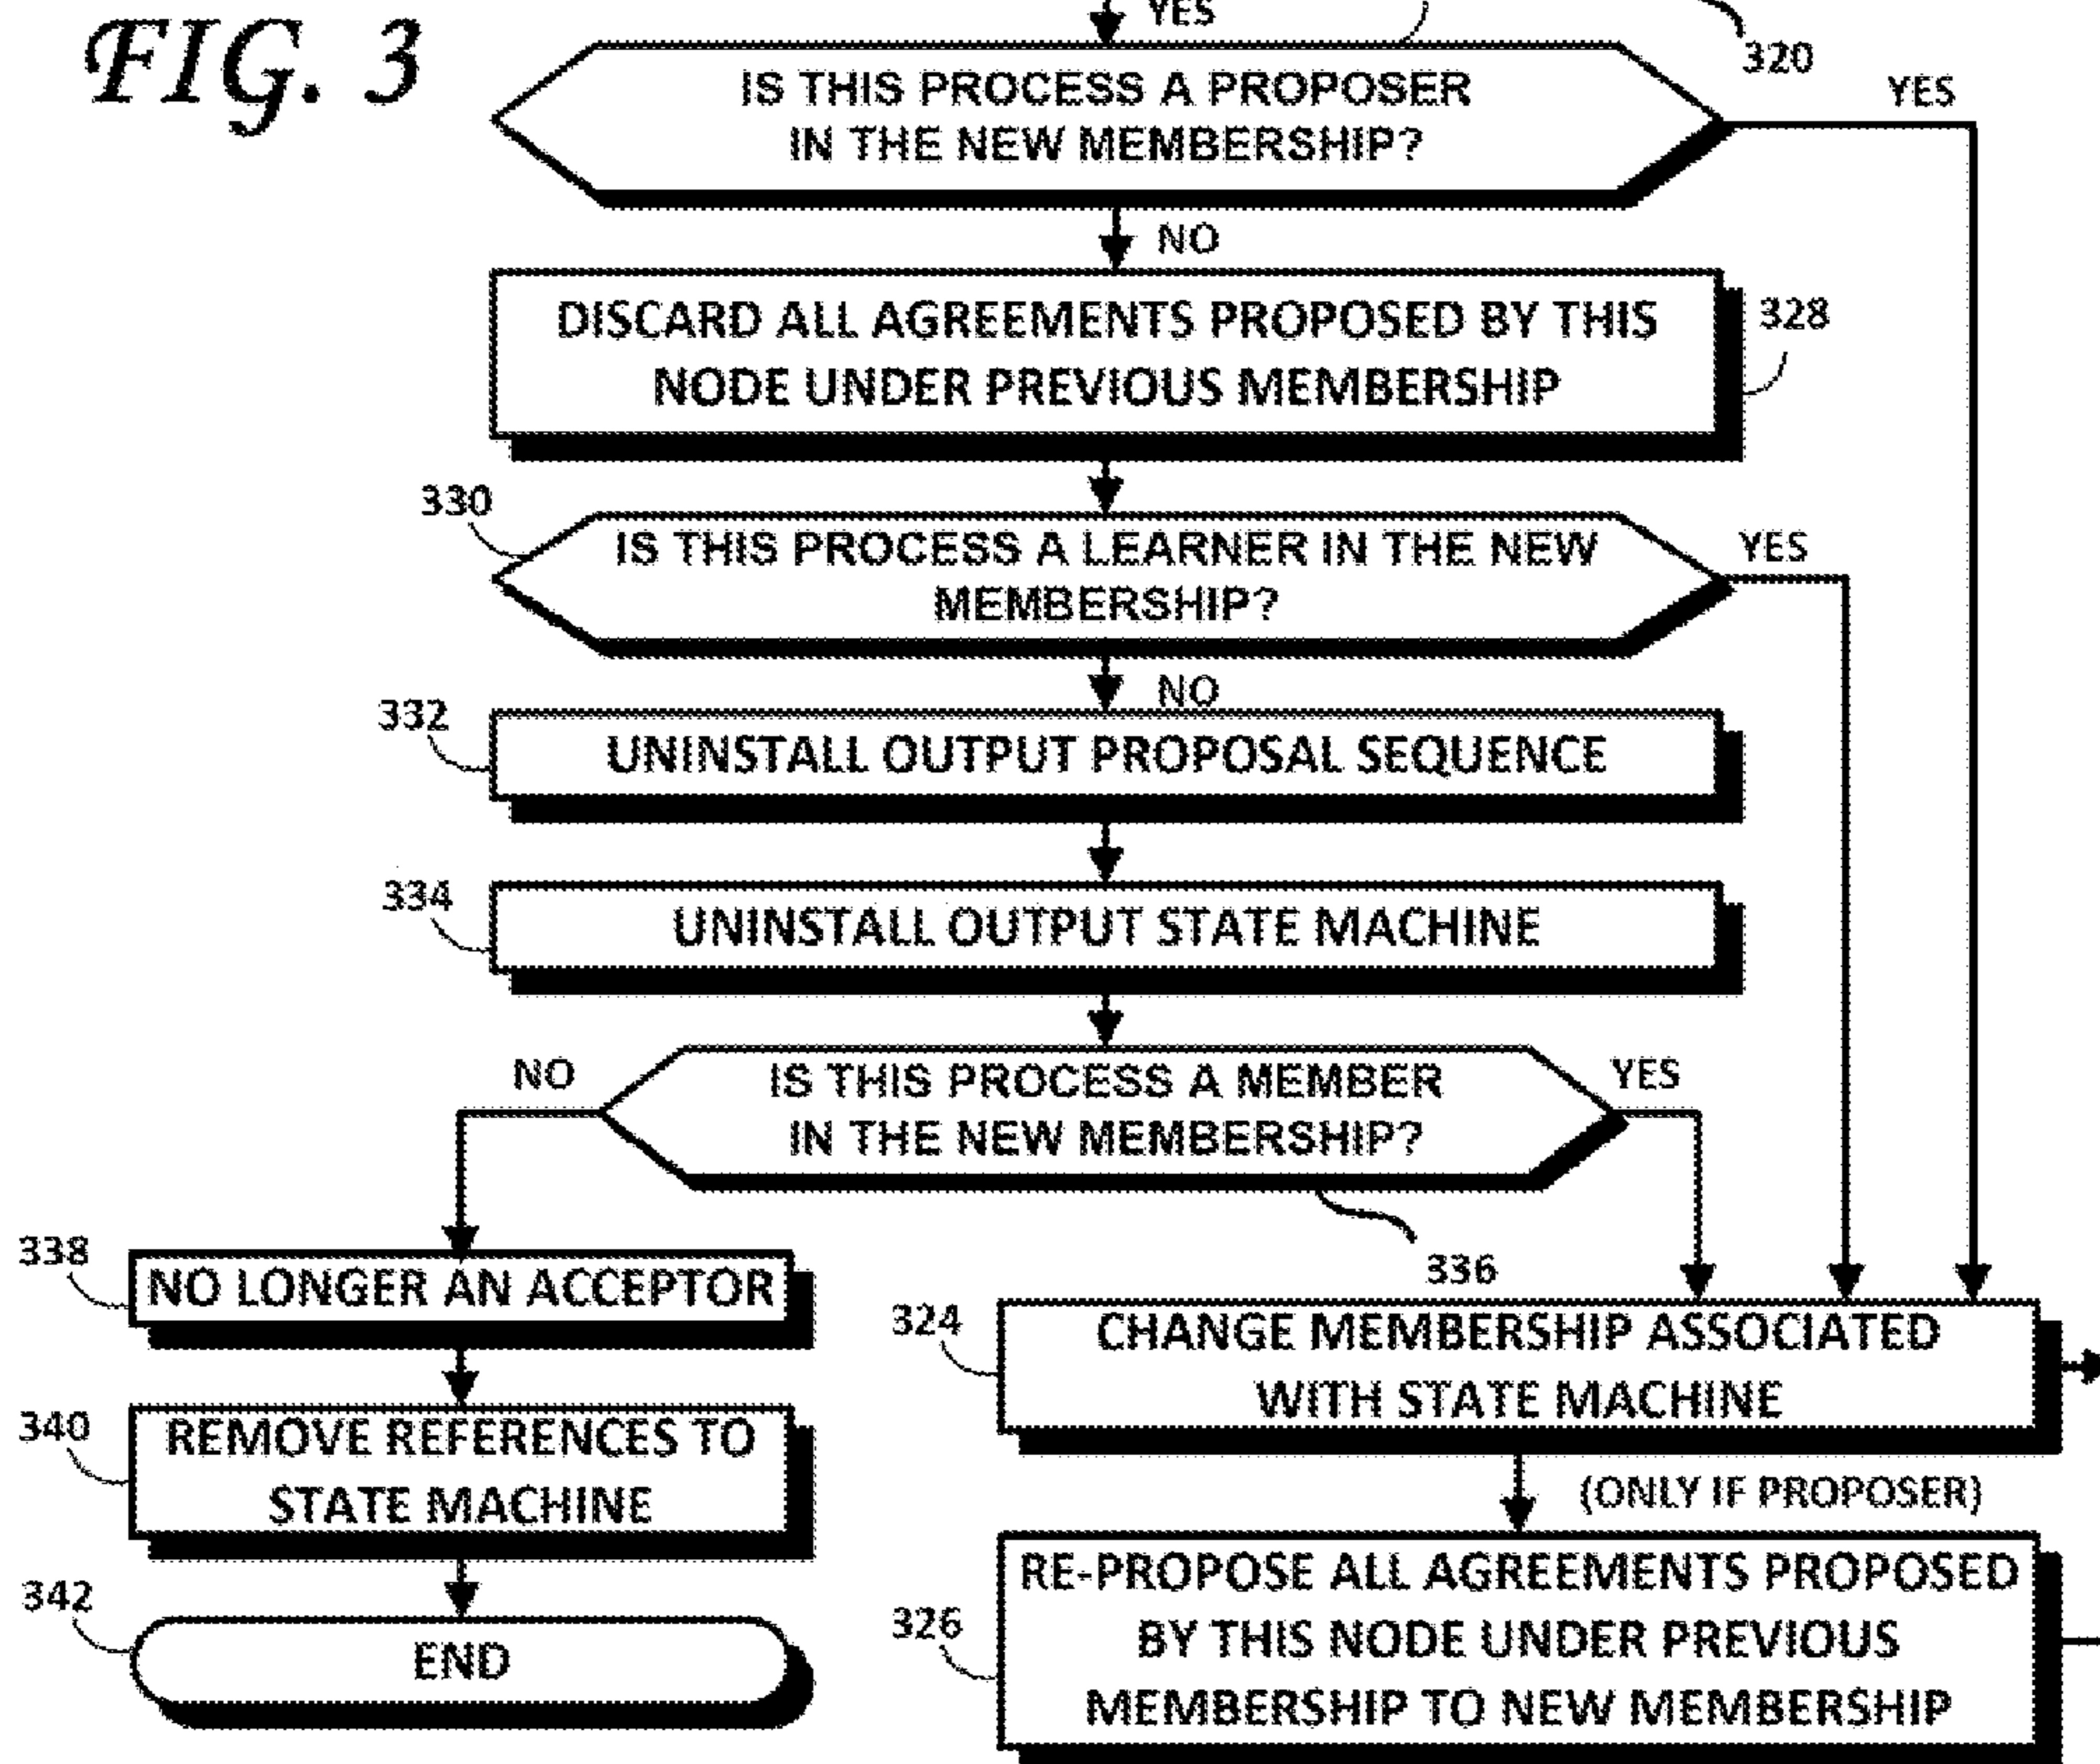 FIG. 3
YES
320
IS THIS PROCESS A PROPOSER
IN THE NEW MEMBERSHIP?
YES
NO
DISCARD ALL AGREEMENTS PROPOSED BY THIS
NODE UNDER PREVIOUS MEMBERSHIP
328
330
IS THIS PROCESS A LEARNER IN THE NEW
MEMBERSHIP?
YES
NO
332
UNINSTALL OUTPUT PROPOSAL SEQUENCE
334
UNINSTALL OUTPUT STATE MACHINE
NO
IS THIS PROCESS A MEMBER
IN THE NEW MEMBERSHIP?
YES
336
338
NO LONGER AN ACCEPTOR
340
REMOVE REFERENCES TO
STATE MACHINE
342
END
324
CHANGE MEMBERSHIP ASSOCIATED
WITH STATE MACHINE
(ONLY IF PROPOSER)
326
RE-PROPOSE ALL AGREEMENTS PROPOSED
BY THIS NODE UNDER PREVIOUS
MEMBERSHIP TO NEW MEMBERSHIP